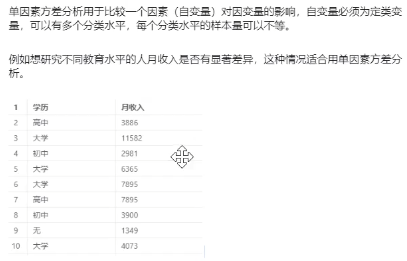 单因素方差分析用于比较一个因素（自变量）对因变量的影响，自变量必须为定类变
量，可以有多个分类水平，每个分类水平的样本量可以不等。
例如想研究不同教育水平的人月收入是否有显著差异，这种情况适合用单因素方差分
析。
1 学历 月收入
2 高中 3886
3 大学 11582
4 初中 2981
5 大学 6365
6 大学 7895
7 高中 7895
8 初中 3900
9 无 1349
10 大学 4073